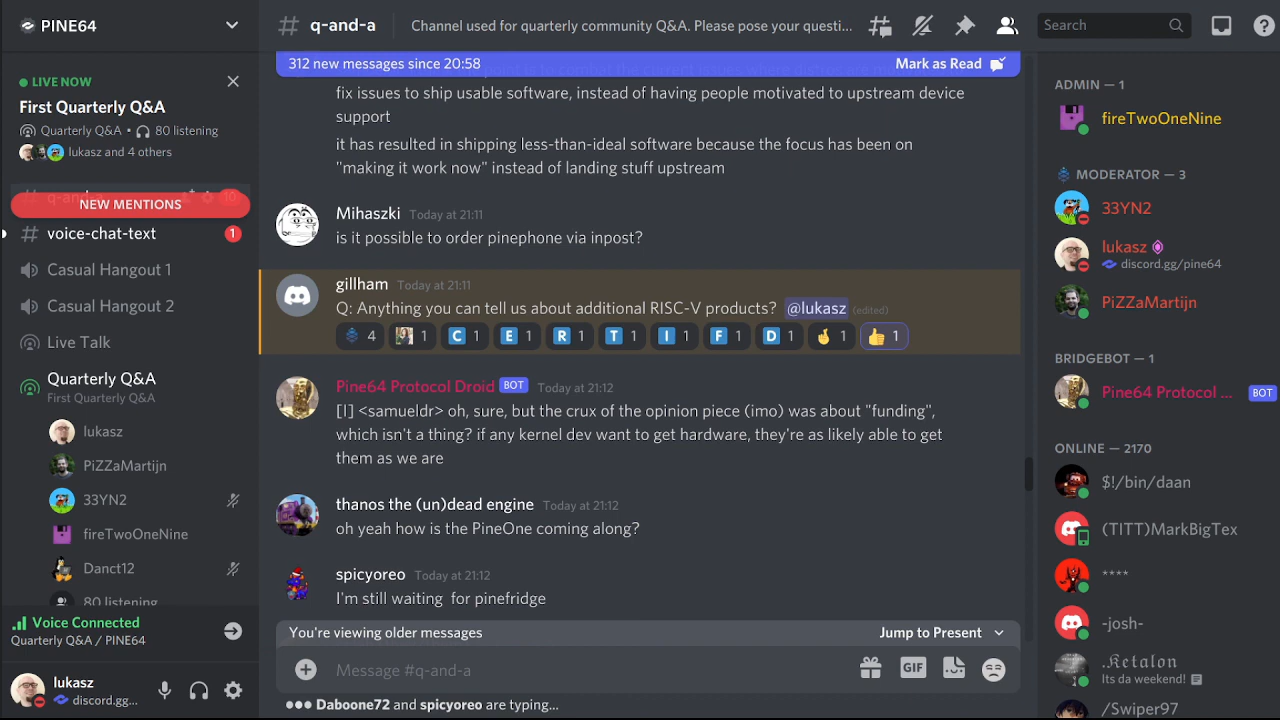 PINE64
q-and-a
Channel used for quarterly community Q&A. Please pose your questi...
Search
LIVE NOW
First Quarterly Q&A
Quarterly Q&A • 80 listening
lukasz and 4 others
q-and-a
10
NEW MENTIONS
voice-chat-text
1
Casual Hangout 1
Casual Hangout 2
Live Talk
Quarterly Q&A
First Quarterly Q&A
lukasz
PiZZaMartijn
33YN2
fireTwoOneNine
Danct12
80 listening
Voice Connected
Quarterly Q&A / PINE64
lukasz
discord.gg...
312 new messages since 20:58
Mark as Read
fix issues to ship usable software, instead of having people motivated to upstream device
support
it has resulted in shipping less-than-ideal software because the focus has been on
"making it work now" instead of landing stuff upstream
Mihaszki Today at 21:11
is it possible to order pinephone via inpost?
gillham Today at 21:11
Q: Anything you can tell us about additional RISC-V products? @lukasz (edited)
4 1 C 1 E 1 R 1 T 1 I 1 F 1 D 1 1 1
Pine64 Protocol Droid BOT Today at 21:12
[I] <samueldr> oh, sure, but the crux of the opinion piece (imo) was about "funding",
which isn't a thing? if any kernel dev want to get hardware, they're as likely able to get
them as we are
thanos the (un)dead engine Today at 21:12
oh yeah how is the PineOne coming along?
spicyoreo Today at 21:12
I'm still waiting for pinefridge
You're viewing older messages
Jump to Present
Message #q-and-a
GIF
Daboone72 and spicyoreo are typing...
ADMIN — 1
fireTwoOneNine
MODERATOR — 3
33YN2
lukasz
discord.gg/pine64
PiZZaMartijn
BRIDGEBOT — 1
Pine64 Protocol ... BOT
ONLINE — 2170
$!/bin/daan
(TITT)MarkBigTex
****
-josh-
.𝔎𝔢𝔱𝔞𝔩𝔬𝔫
Its da weekend!
/Swiper97